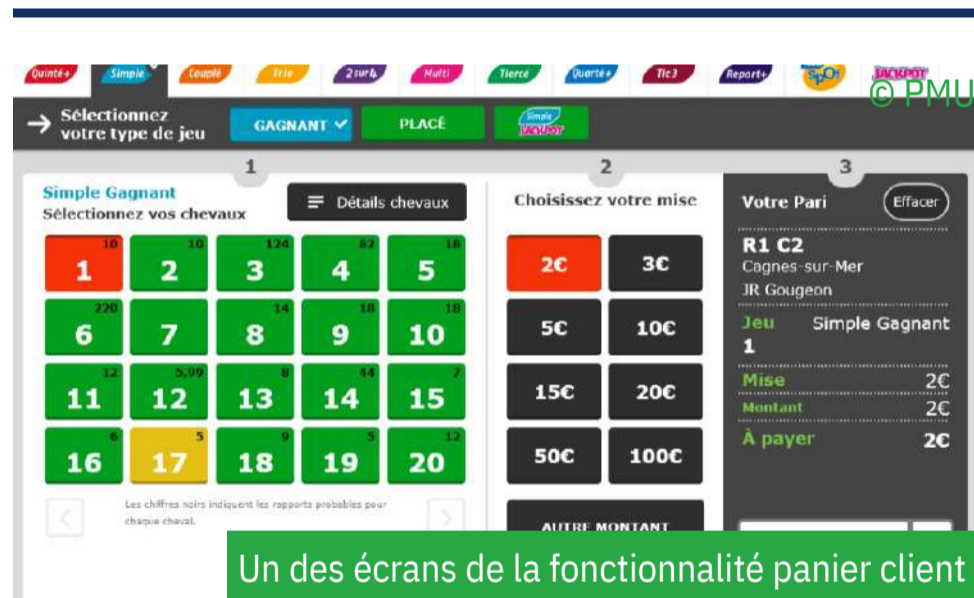 Quinté+ Simple Couplé Trio 2 sur 4 Multi Tiercé Quarté+ Tic3 Report+ SpOt JACKPOT
© PMU
→ Sélectionnez
votre type de jeu
GAGNANT PLACÉ Simple JACKPOT
1 2 3
Simple Gagnant
Sélectionnez vos chevaux
Détails chevaux
10 10 124 82 18
1 2 3 4 5
220 14 18 18
6 7 8 9 10
12 5,99 8 44 7
11 12 13 14 15
6 5 9 5 12
16 17 18 19 20
Les chiffres noirs indiquent les rapports probables pour
chaque cheval.
Choisissez votre mise
2€ 3€
5€ 10€
15€ 20€
50€ 100€
AUTRE MONTANT
Votre Pari Effacer
R1 C2
Cagnes-sur-Mer
JR Gougeon
Jeu Simple Gagnant
1
Mise 2€
Montant 2€
À payer 2€
Un des écrans de la fonctionnalité panier client